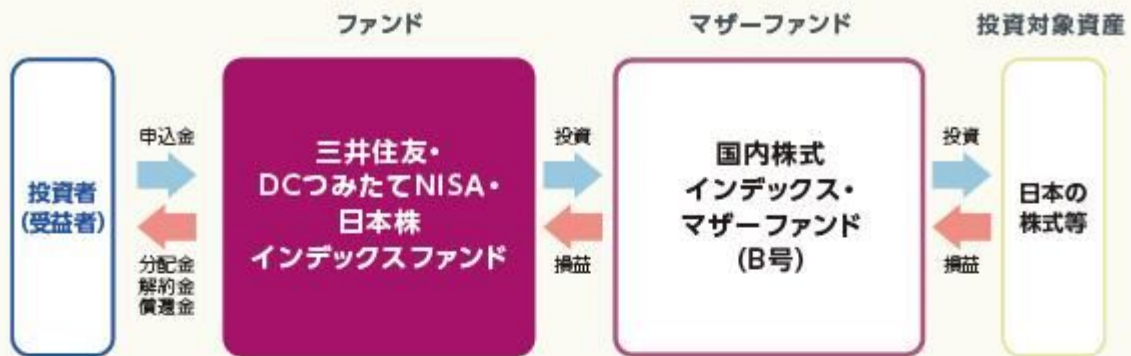 ファンド
マザーファンド
投資対象資産
投資者
(受益者)
申込金
分配金
解約金
償還金
三井住友・
DCつみたてNISA・
日本株
インデックスファンド
投資
損益
国内株式
インデックス・
マザーファンド
(B号)
投資
損益
日本の
株式等